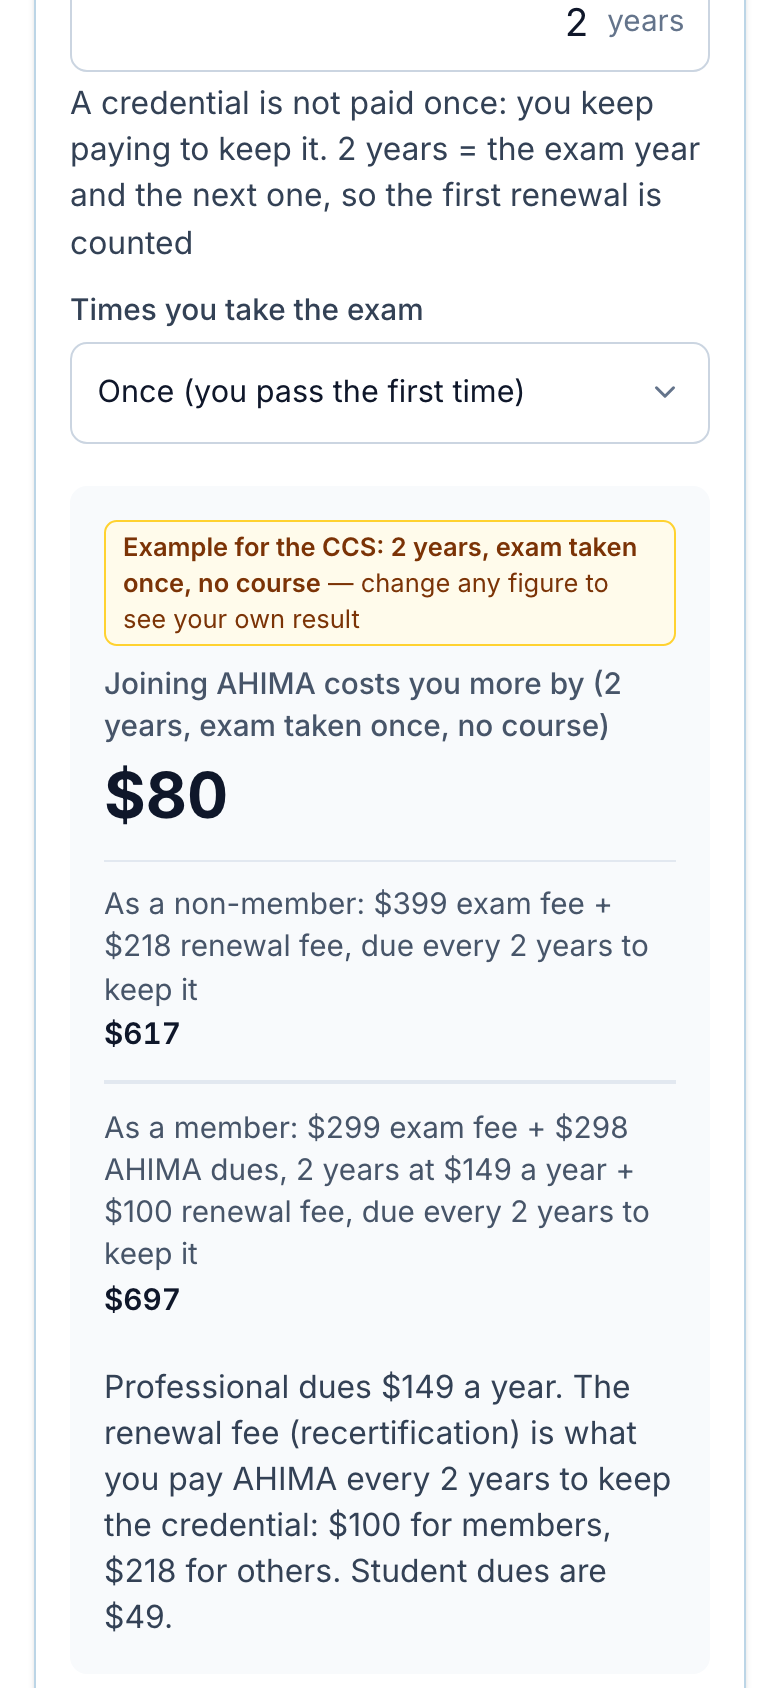 2 years
A credential is not paid once: you keep
paying to keep it. 2 years = the exam year
and the next one, so the first renewal is
counted
Times you take the exam
Once (you pass the first time)
Example for the CCS: 2 years, exam taken
once, no course — change any figure to
see your own result
Joining AHIMA costs you more by (2
years, exam taken once, no course)
$80
As a non-member: $399 exam fee +
$218 renewal fee, due every 2 years to
keep it
$617
As a member: $299 exam fee + $298
AHIMA dues, 2 years at $149 a year +
$100 renewal fee, due every 2 years to
keep it
$697
Professional dues $149 a year. The
renewal fee (recertification) is what
you pay AHIMA every 2 years to keep
the credential: $100 for members,
$218 for others. Student dues are
$49.